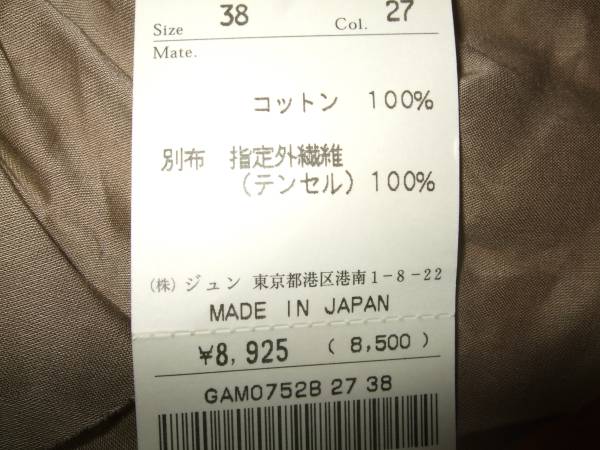 Size 38 Col. 27
Mate.
コットン 100%
別布 指定外繊維
(テンセル) 100%
(株) ジュン 東京都港区港南1-8-22
MADE IN JAPAN
¥8,925 (8,500)
GAM0752B 27 38